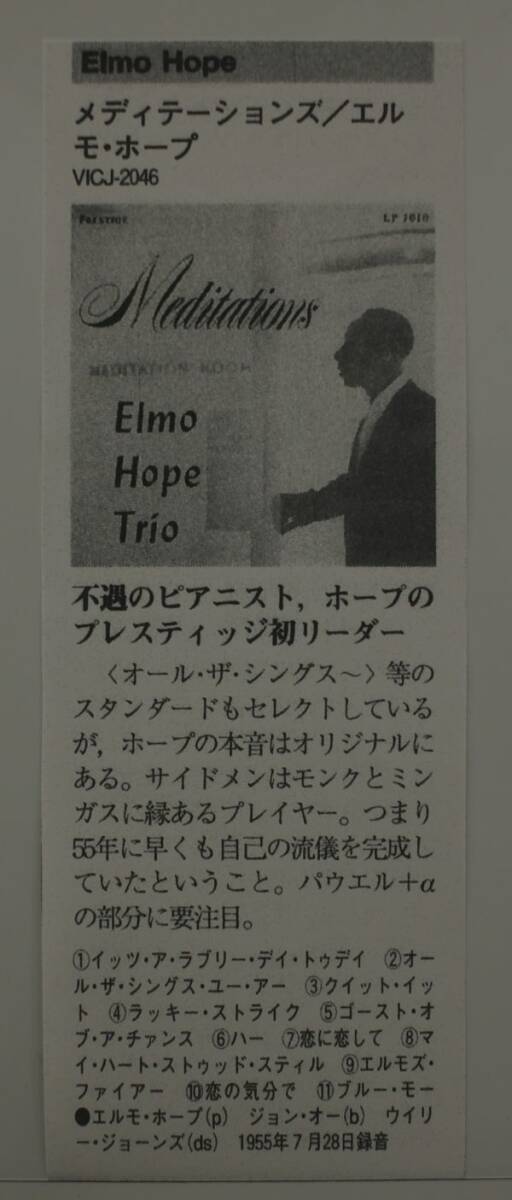 Elmo Hope
メディテーションズ/エル
モ・ホープ
VICJ-2046
PRESTIGE LP 7010
Meditations
Elmo
Hope
Trio
不遇のピアニスト，ホープの
プレスティッジ初リーダー
〈オール・ザ・シングス～〉等の
スタンダードもセレクトしている
が，ホープの本音はオリジナルに
ある。サイドメンはモンクとミン
ガスに縁あるプレイヤー。つまり
55年に早くも自己の流儀を完成し
ていたということ。パウエル+α
の部分に要注目。
①イッツ・ア・ラブリー・デイ・トゥデイ ②オー
ル・ザ・シングス・ユー・アー ③クイット・イッ
ト ④ラッキー・ストライク ⑤ゴースト・オ
ブ・ア・チャンス ⑥ハー ⑦恋に恋して ⑧マ
イ・ハート・ストゥッド・スティル ⑨エルモズ・
ファイアー ⑩恋の気分で ⑪ブルー・モー
●エルモ・ホープ(p) ジョン・オー(b) ウイリ
ー・ジョーンズ(ds) 1955年7月28日録音